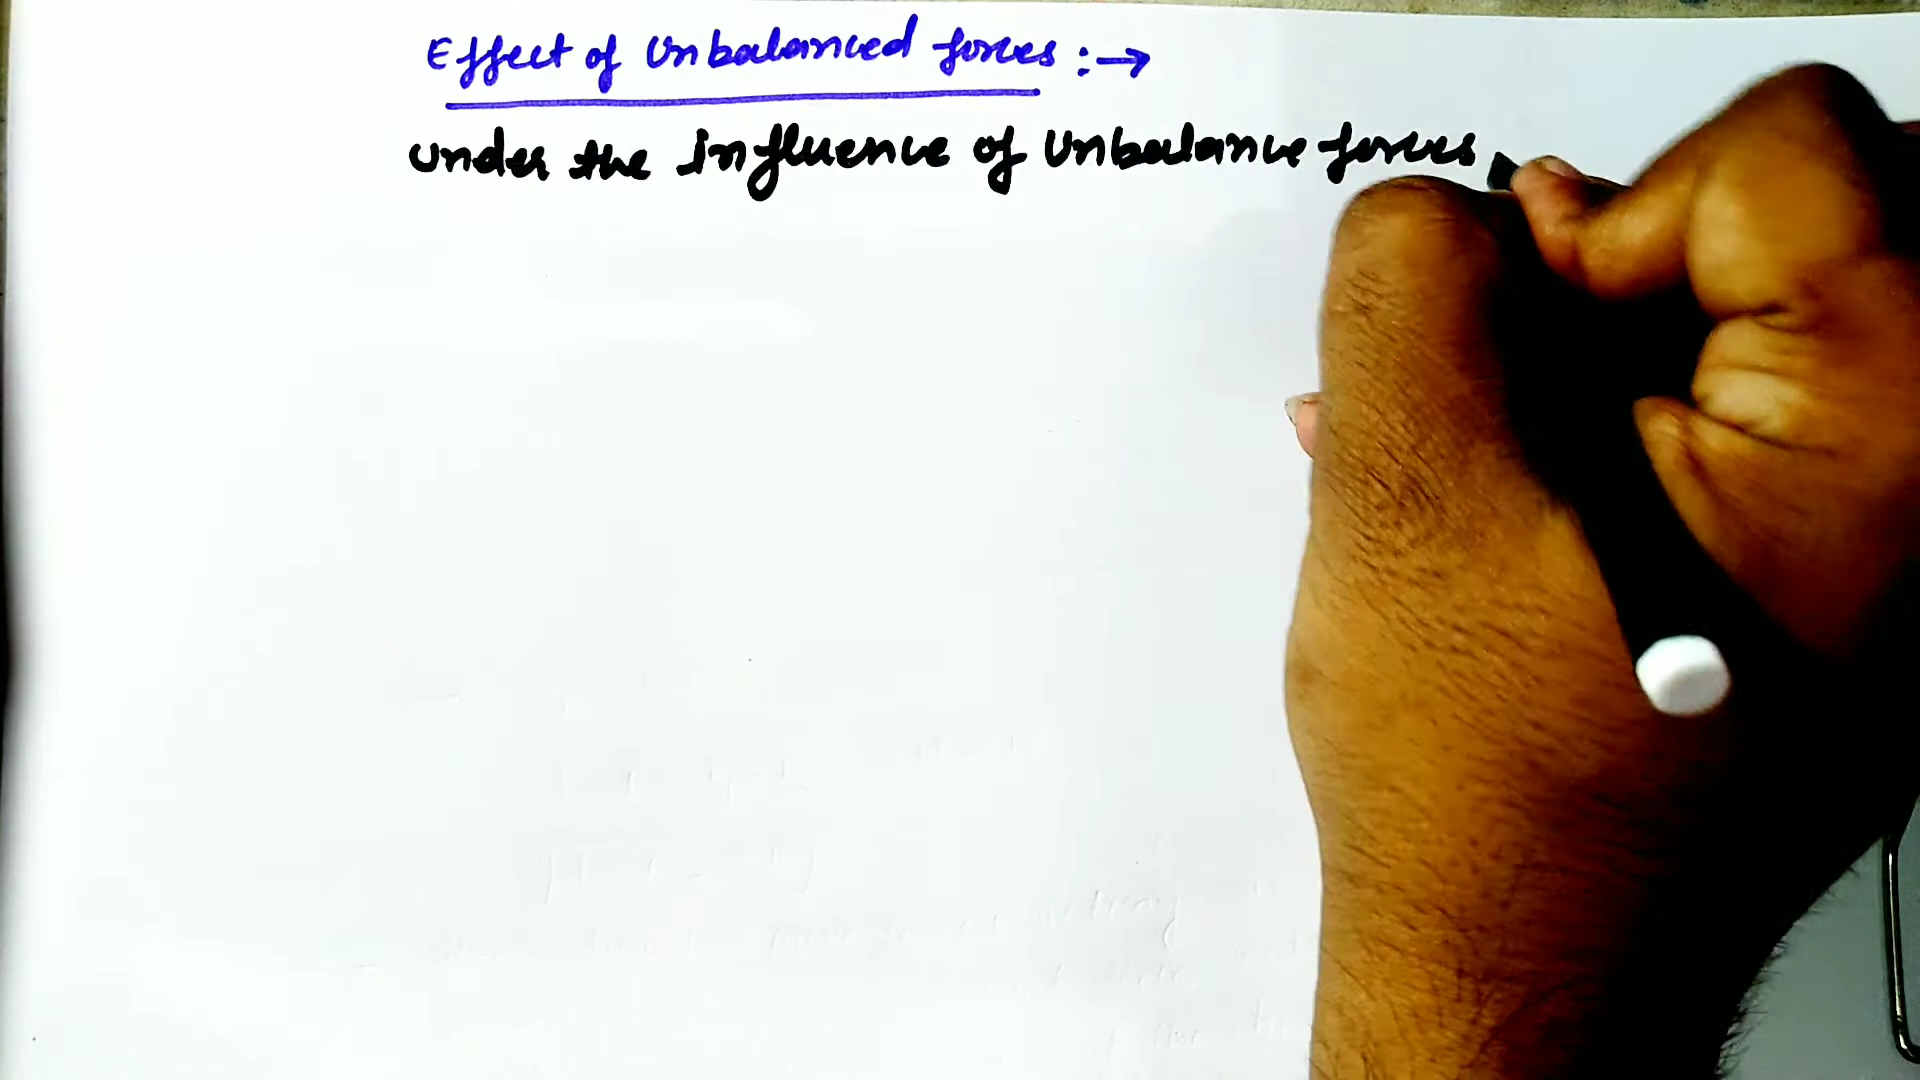 Effect of Unbalanced forces :→
under the Influence of Unbalance forces